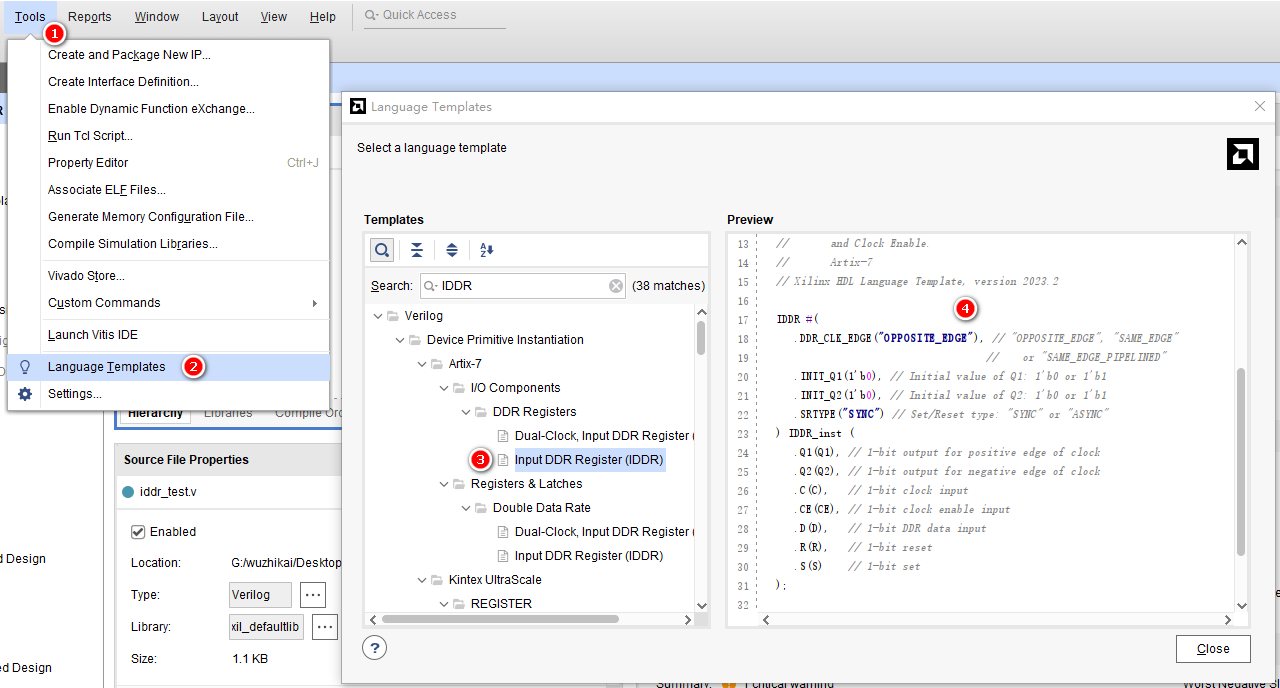 Tools Reports Window Layout View Help Quick Access
1
Create and Package New IP...
Create Interface Definition...
Enable Dynamic Function eXchange...
Run Tcl Script...
Property Editor Ctrl+J
Associate ELF Files...
Generate Memory Configuration File...
Compile Simulation Libraries...
Vivado Store...
Custom Commands
Launch Vitis IDE
Language Templates 2
Settings...
Hierarchy Libraries
Source File Properties
iddr_test.v
Enabled
Location: G:/wuzhikai/Desktop
Type: Verilog ...
Library: xil_defaultlib ...
Size: 1.1 KB
d Design
ed Design
Language Templates
Select a language template
Templates
Search: IDDR (38 matches)
Verilog
Device Primitive Instantiation
Artix-7
I/O Components
DDR Registers
Dual-Clock, Input DDR Register (
3 Input DDR Register (IDDR)
Registers & Latches
Double Data Rate
Dual-Clock, Input DDR Register (
Input DDR Register (IDDR)
Kintex UltraScale
REGISTER
?
Preview
13 // and Clock Enable.
14 // Artix-7
15 // Xilinx HDL Language Template, version 2023.2
16
4
17 IDDR #(
18 .DDR_CLK_EDGE("OPPOSITE_EDGE"), // "OPPOSITE_EDGE", "SAME_EDGE"
19 // or "SAME_EDGE_PIPELINED"
20 .INIT_Q1(1'b0), // Initial value of Q1: 1'b0 or 1'b1
21 .INIT_Q2(1'b0), // Initial value of Q2: 1'b0 or 1'b1
22 .SRTYPE("SYNC") // Set/Reset type: "SYNC" or "ASYNC"
23 ) IDDR_inst (
24 .Q1(Q1), // 1-bit output for positive edge of clock
25 .Q2(Q2), // 1-bit output for negative edge of clock
26 .C(C), // 1-bit clock input
27 .CE(CE), // 1-bit clock enable input
28 .D(D), // 1-bit DDR data input
29 .R(R), // 1-bit reset
30 .S(S) // 1-bit set
31 );
32
Close
Summary: 1 critical warning